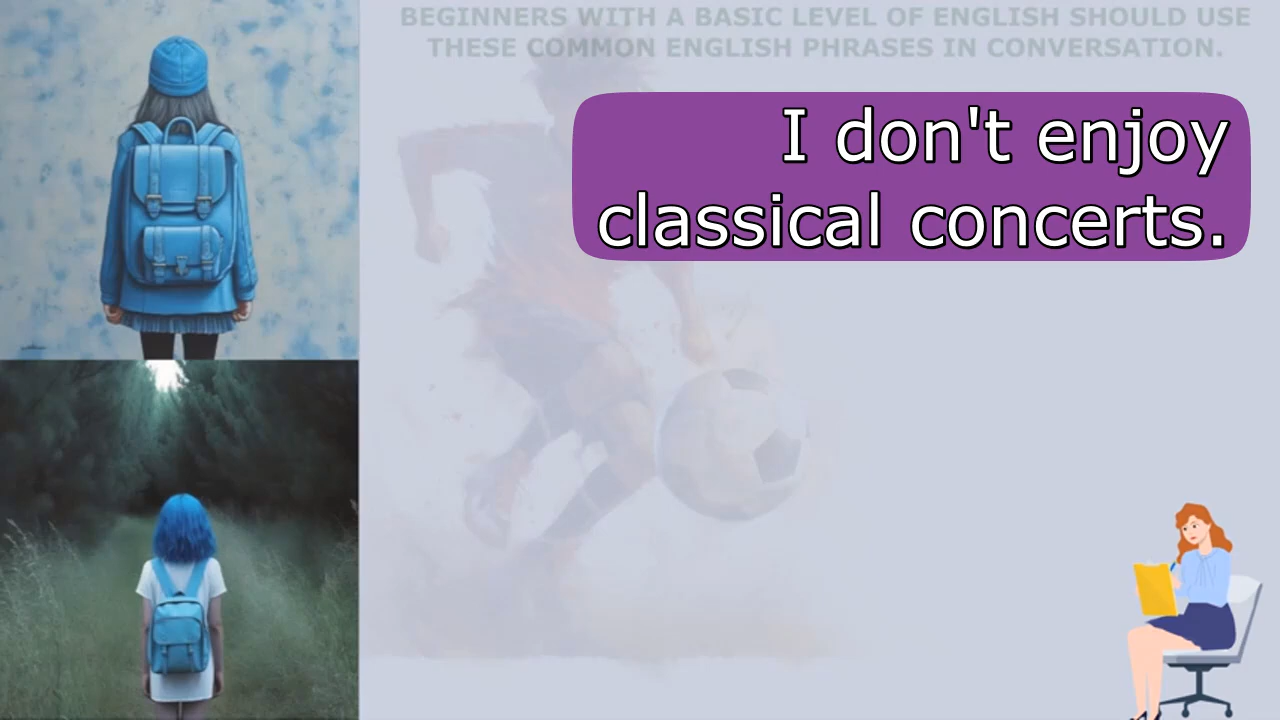 BEGINNERS WITH A BASIC LEVEL OF ENGLISH SHOULD USE
THESE COMMON ENGLISH PHRASES IN CONVERSATION.
I don't enjoy
classical concerts.